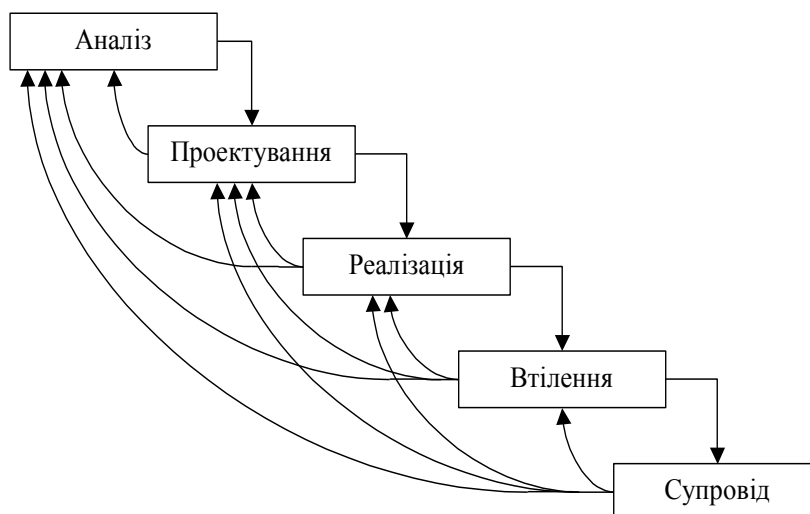 Аналіз
Проектування
Реалізація
Втілення
Супровід